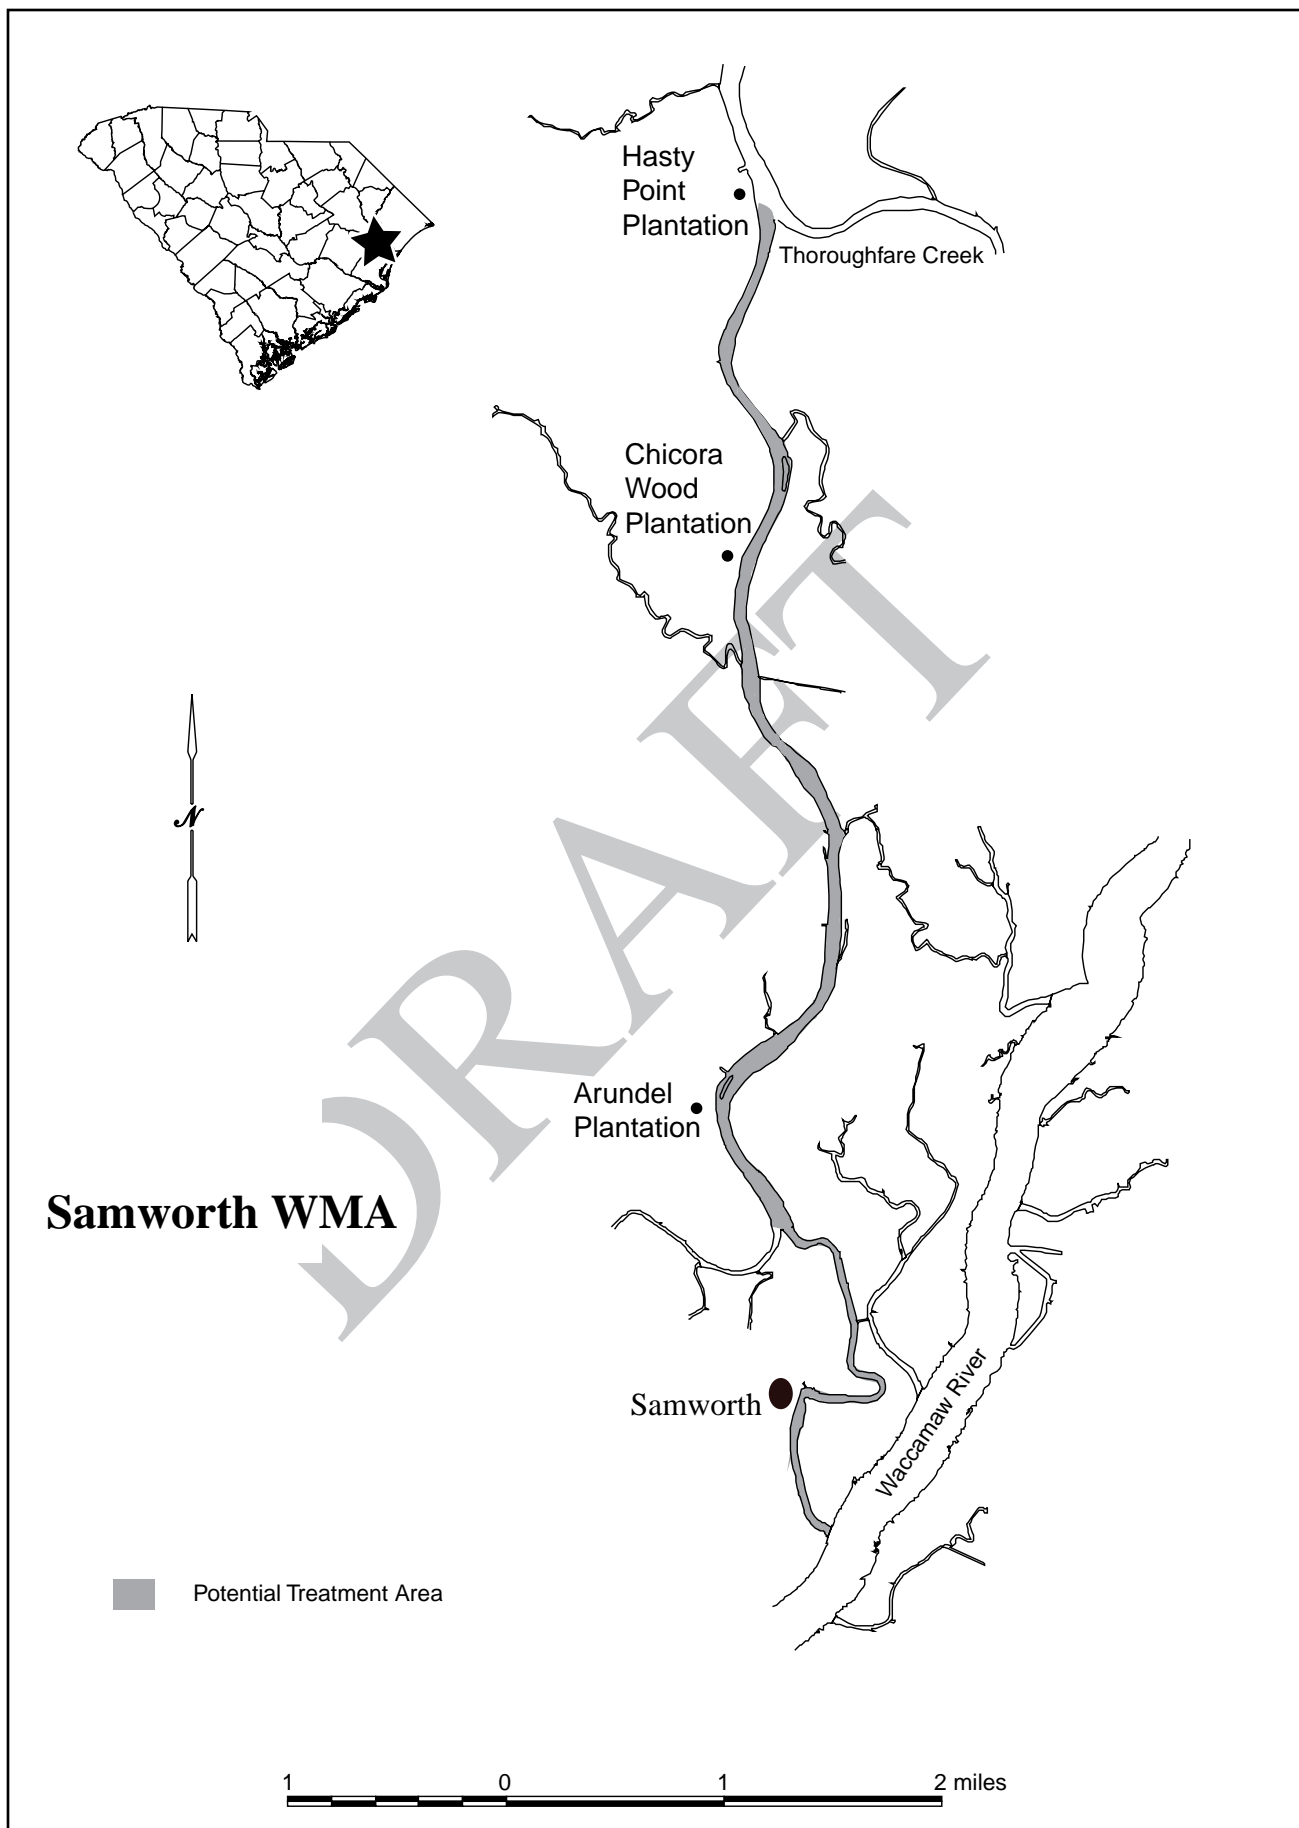 Hasty
Point
Plantation
Thoroughfare Creek
Chicora
Wood
Plantation
DRAFT
N
Arundel
Plantation
Samworth WMA
Samworth
Waccamaw River
Potential Treatment Area
1 0 1 2 miles